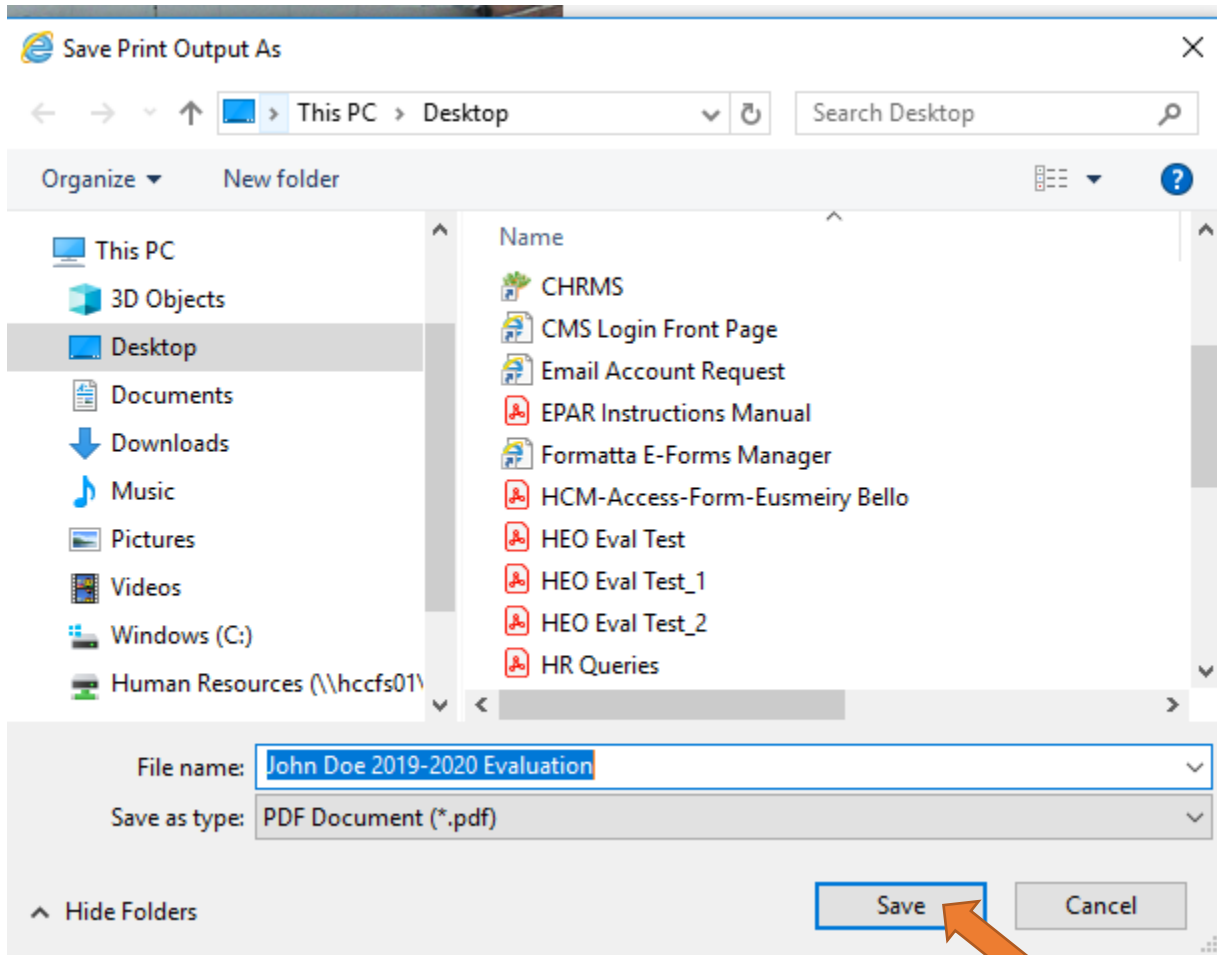 Save Print Output As
This PC > Desktop
Search Desktop
Organize
New folder
This PC
3D Objects
Desktop
Documents
Downloads
Music
Pictures
Videos
Windows (C:)
Human Resources (\\hccfs01\
Name
CHRMS
CMS Login Front Page
Email Account Request
EPAR Instructions Manual
Formatta E-Forms Manager
HCM-Access-Form-Eusmeiry Bello
HEO Eval Test
HEO Eval Test_1
HEO Eval Test_2
HR Queries
File name: John Doe 2019-2020 Evaluation
Save as type: PDF Document (*.pdf)
Hide Folders
Save
Cancel